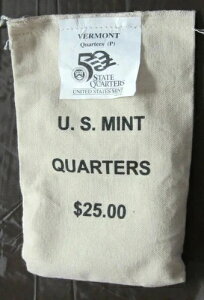 VERMONT
Quarters (P)
50
STATE
QUARTERS
UNITED STATES MINT
U. S. MINT
QUARTERS
$25.00